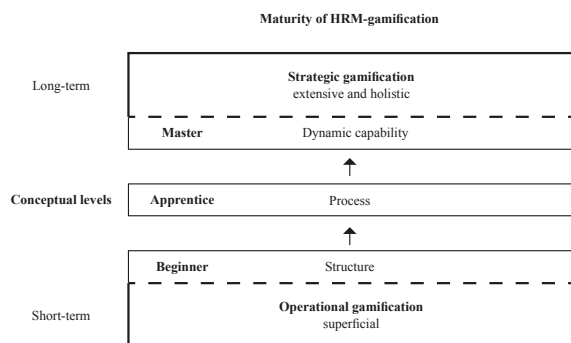 Maturity of HRM-gamification
Long-term
Strategic gamification
extensive and holistic
Master Dynamic capability
Conceptual levels Apprentice Process
Beginner Structure
Short-term
Operational gamification
superficial